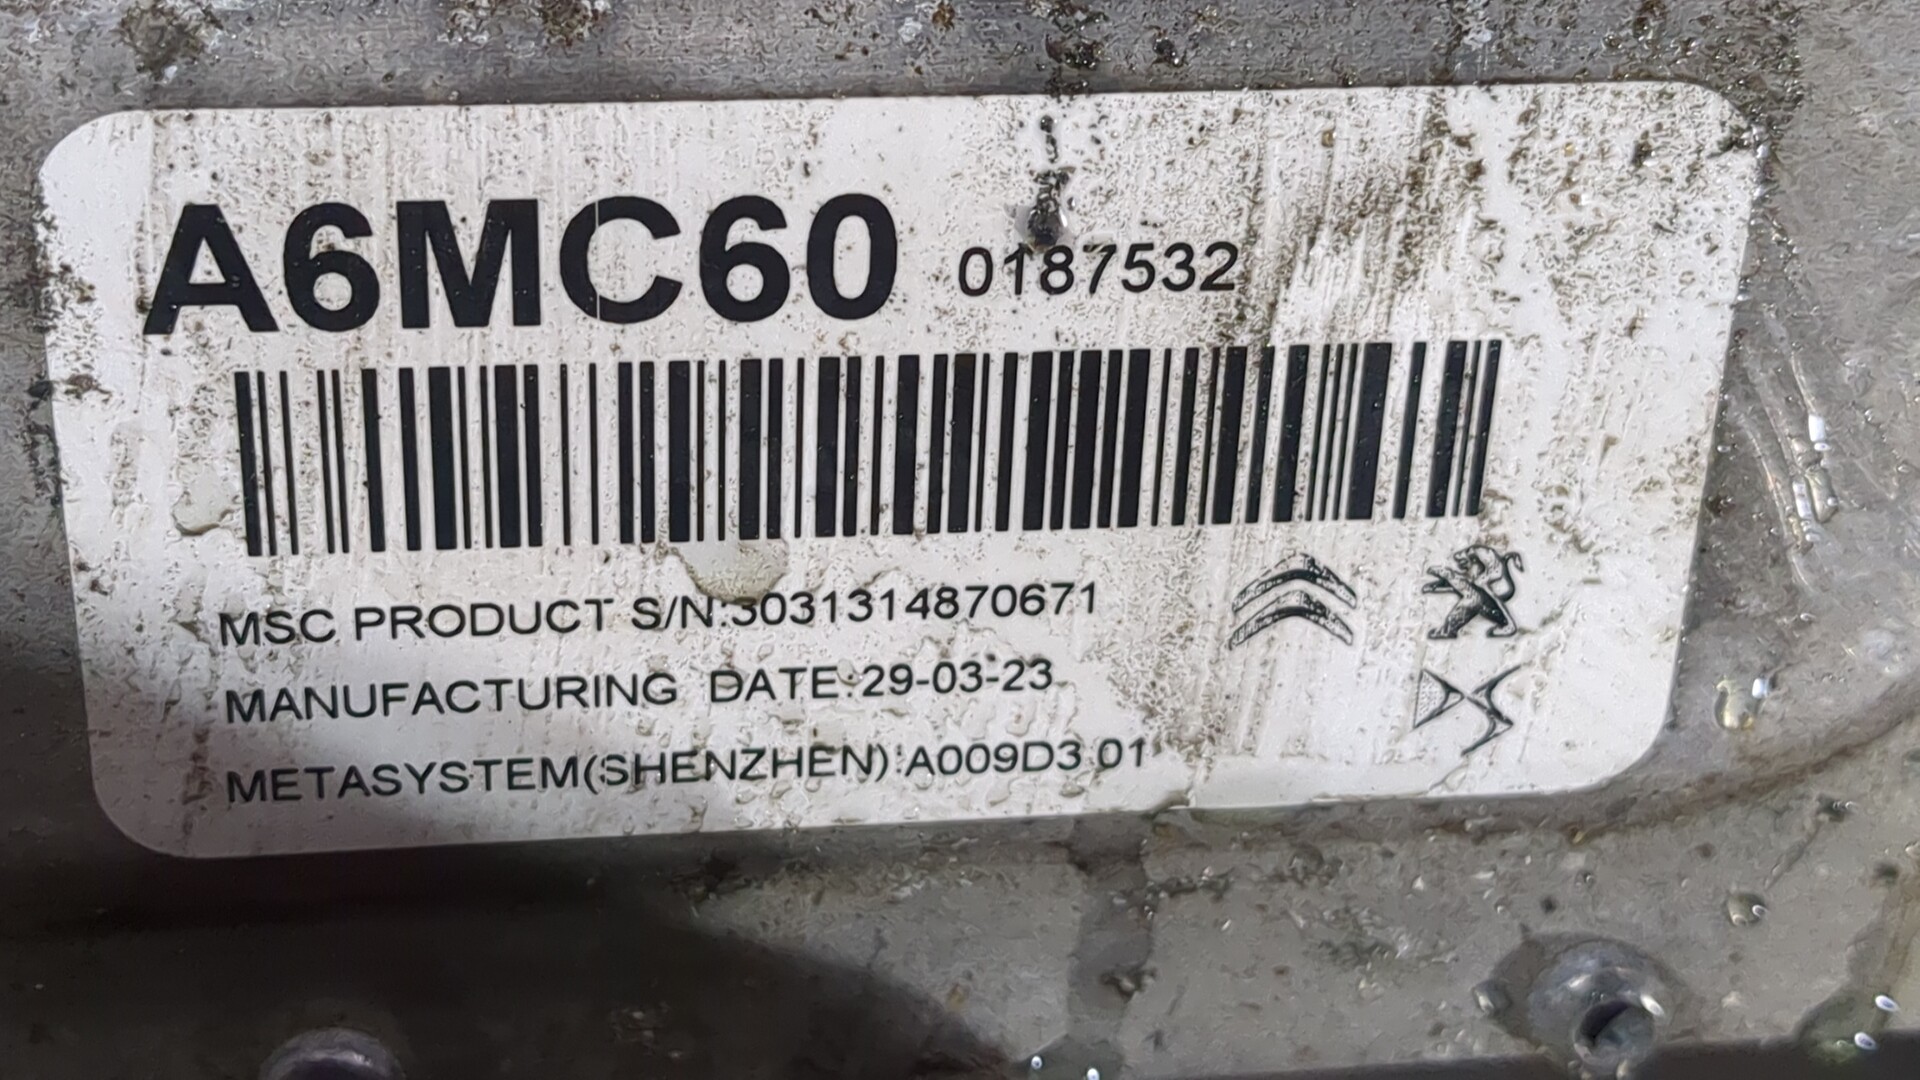 A6MC60 0187532
MSC PRODUCT S/N:3031314870671
MANUFACTURING DATE:29-03-23
METASYSTEM(SHENZHEN):A009D3 01